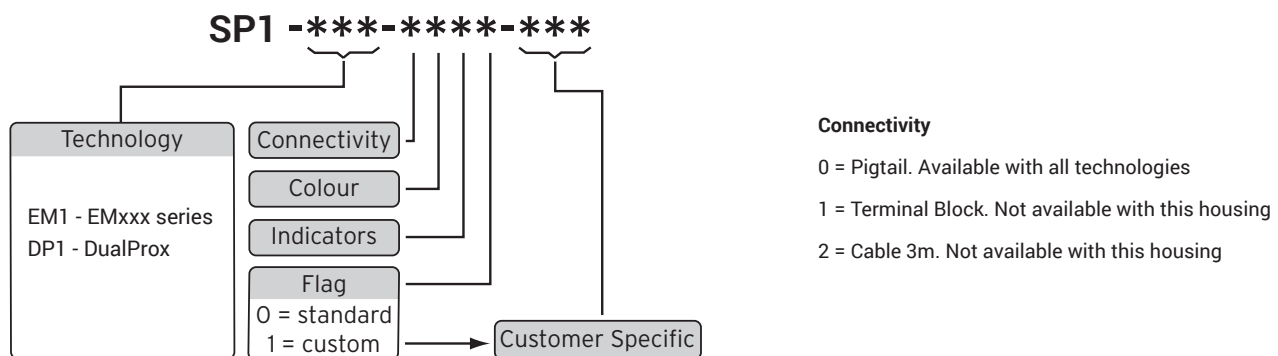 SP1 -***-****-***
Technology
EM1 - EMxxx series
DP1 - DualProx
Connectivity
Colour
Indicators
Flag
0 = standard
1 = custom
Customer Specific
Connectivity
0 = Pigtail. Available with all technologies
1 = Terminal Block. Not available with this housing
2 = Cable 3m. Not available with this housing